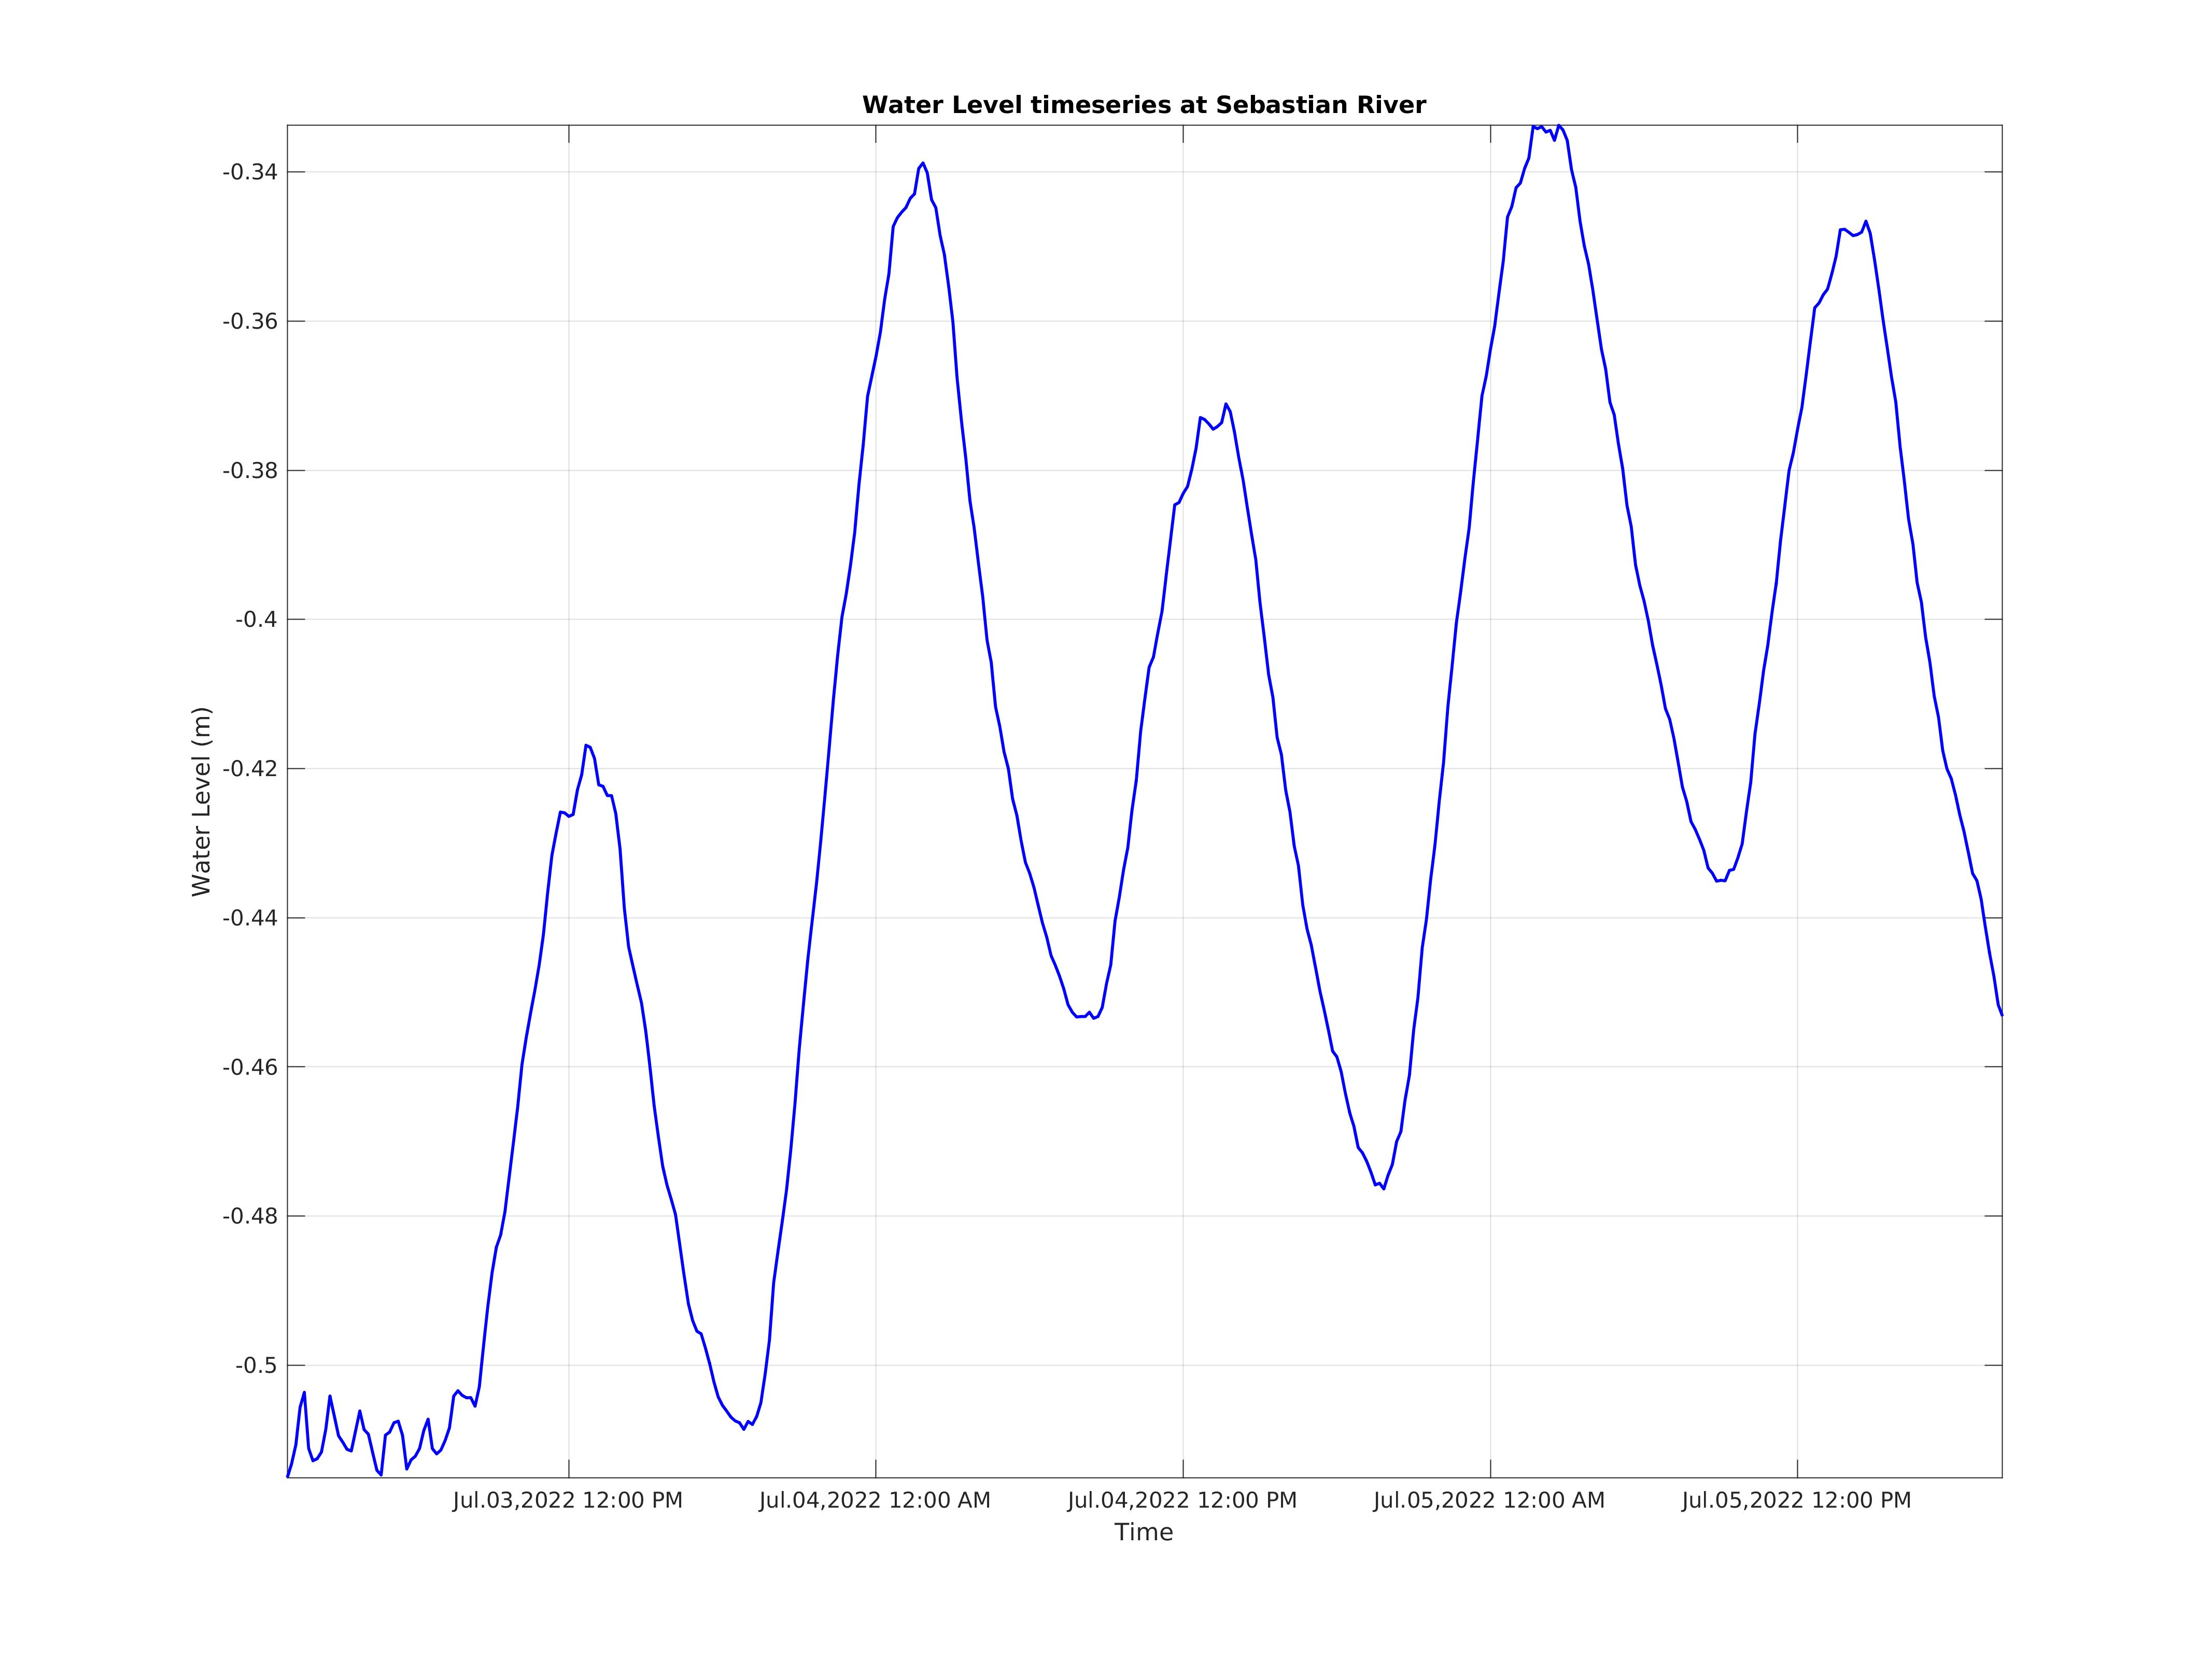 Water Level timeseries at Sebastian River
-0.34
-0.36
-0.38
-0.4
-0.42
-0.44
-0.46
-0.48
-0.5
Water Level (m)
Jul.03,2022 12:00 PM
Jul.04,2022 12:00 AM
Jul.04,2022 12:00 PM
Jul.05,2022 12:00 AM
Jul.05,2022 12:00 PM
Time